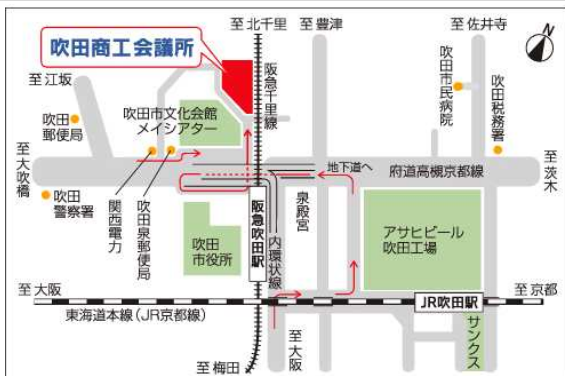 至北千里
至豊津
至佐井寺
吹田商工会議所
至江坂
阪急千里線
吹田市民病院
吹田税務署
吹田
郵便局
吹田市文化会館
メイシアター
至大吹橋
地下道へ
府道高槻京都線
至茨木
吹田
警察署
関西電力
吹田泉郵便局
吹田
市役所
阪急吹田駅
内環状線
泉殿宮
アサヒビール
吹田工場
至大阪
JR吹田駅
至京都
東海道本線(JR京都線)
サンクス
至梅田
至大阪